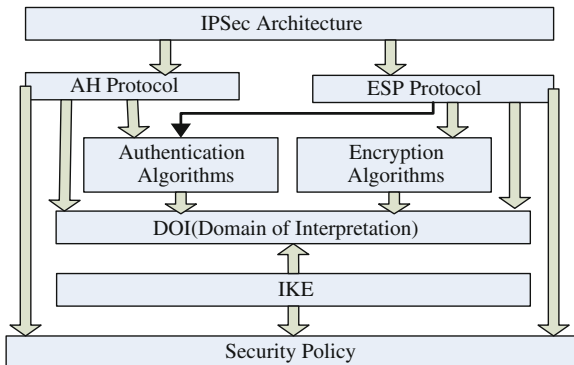 IPSec Architecture
AH Protocol
ESP Protocol
Authentication
Algorithms
Encryption
Algorithms
DOI(Domain of Interpretation)
IKE
Security Policy